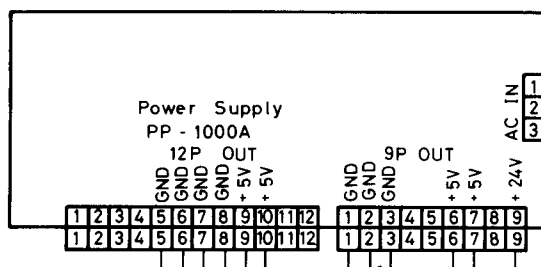 Power Supply
PP - 1000A
12P OUT
GND GND GND GND +5V +5V
1 2 3 4 5 6 7 8 9 10 11 12
1 2 3 4 5 6 7 8 9 10 11 12
9P OUT
GND GND GND +5V +5V +24V
1 2 3 4 5 6 7 8 9
1 2 3 4 5 6 7 8 9
AC IN
1
2
3